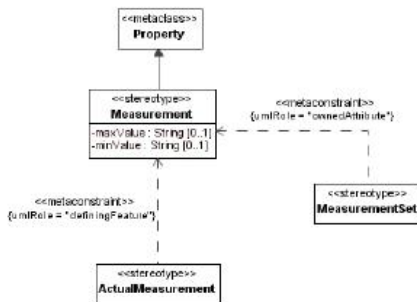 <<metaclass>>
Property
<<stereotype>>
Measurement
-maxValue : String [0..1]
-minValue : String [0..1]
<<metaconstraint>>
{umlRole = "ownedAttribute"}
<<metaconstraint>>
{umlRole = "definingFeature"}
<<stereotype>>
MeasurementSet
<<stereotype>>
ActualMeasurement